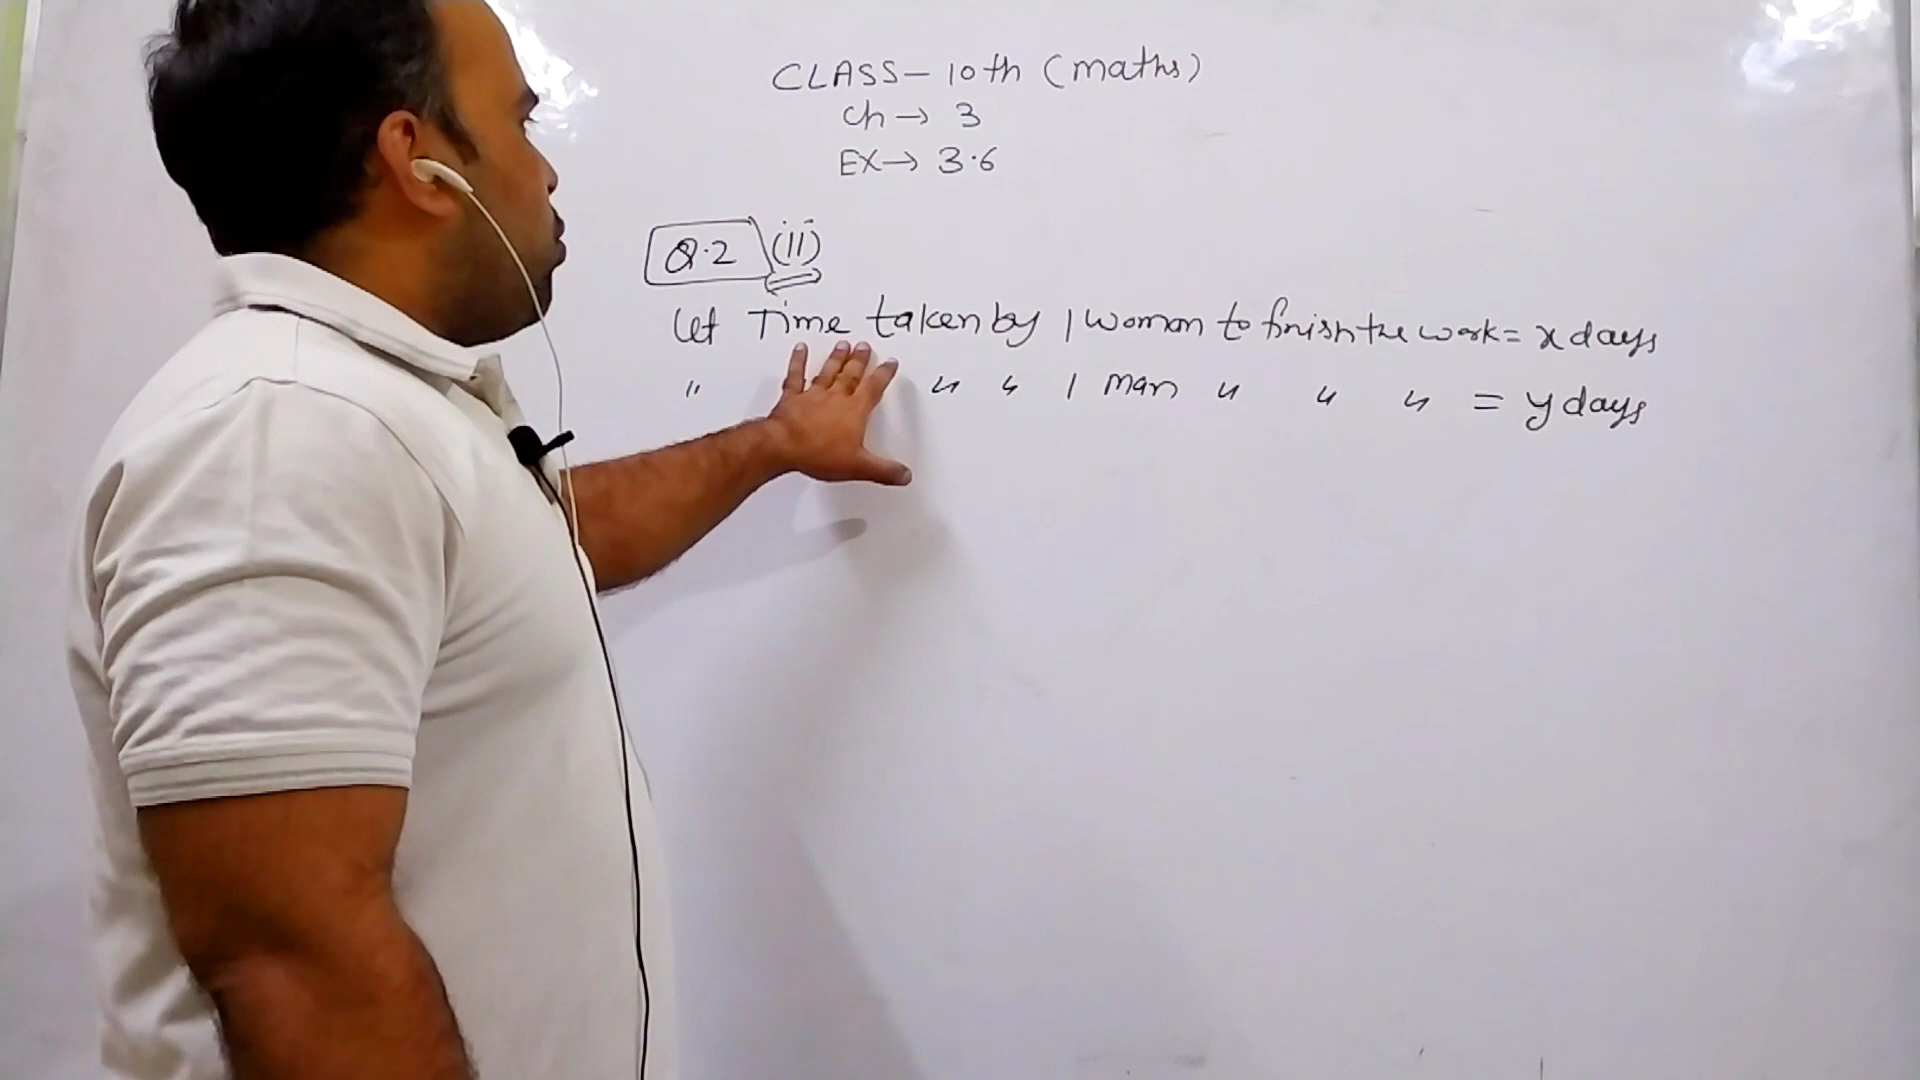 CLASS - 10th (maths)
Ch → 3
EX → 3.6
Q.2 (ii)
Let Time taken by 1 woman to finish the work = x days
" " " 1 man " " " = y days